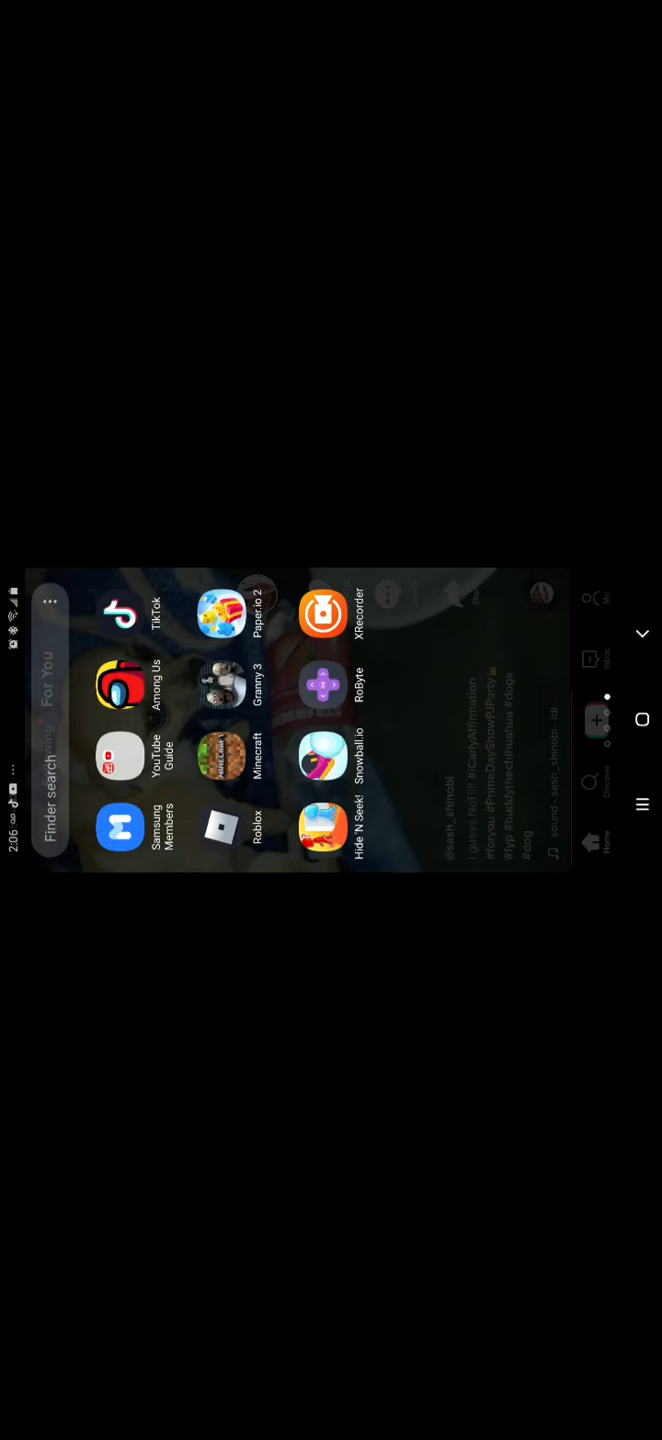 2:06
Finder search
For You
Samsung Members
YouTube Guide
Among Us
TikTok
Roblox
Minecraft
Granny 3
Paper.io 2
Hide 'N Seek!
Snowball.io
RoByte
XRecorder
@sash_shinobi
i guess NoT!!!! #iCarlyAffirmation
#foryou #PrimeDayShowPJParty
#fyp #buddythechihuahua #dogs
#dog
sound - sash_shinobi - idi
Home
Discover
Inbox
Me